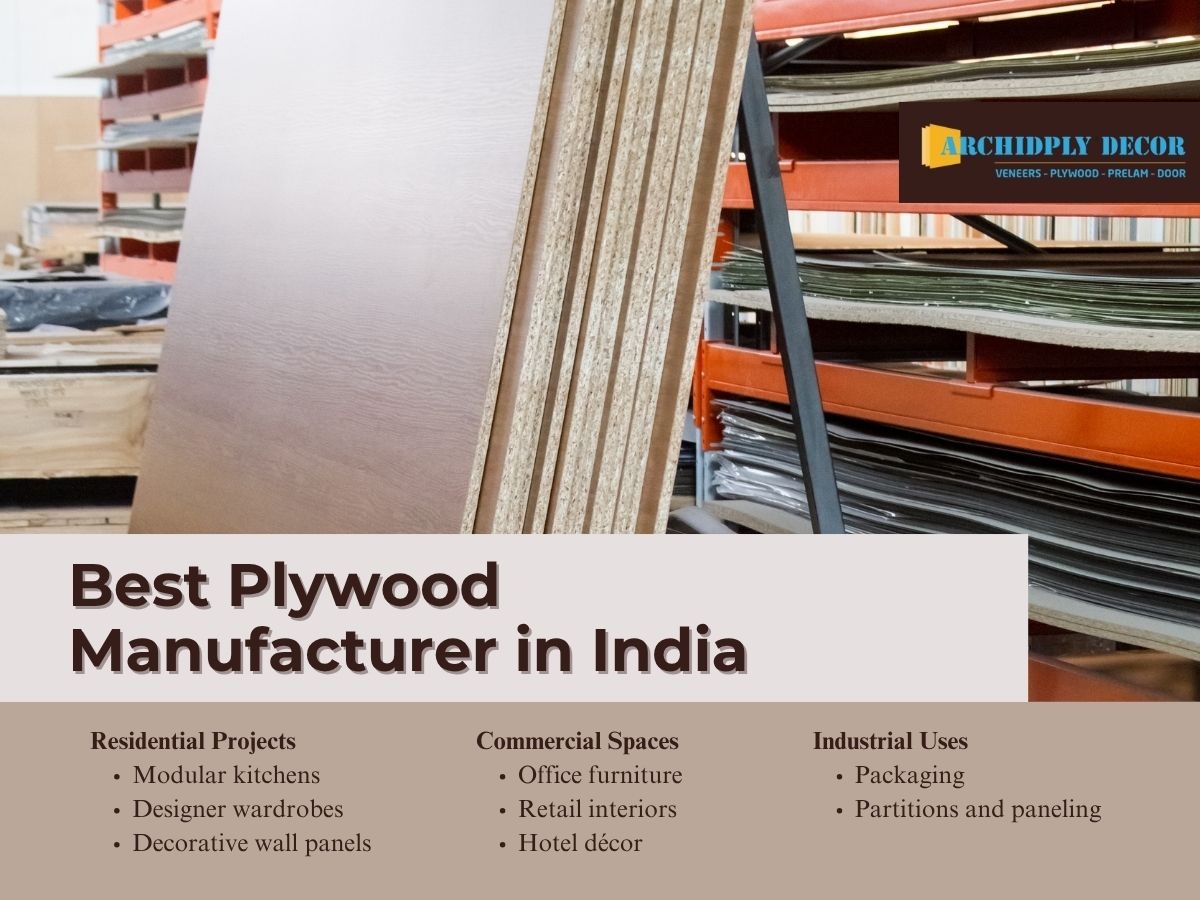 ARCHIDPLY DECOR
VENEERS - PLYWOOD - PRELAM - DOOR
Best Plywood
Manufacturer in India
Residential Projects
• Modular kitchens
• Designer wardrobes
• Decorative wall panels
Commercial Spaces
• Office furniture
• Retail interiors
• Hotel décor
Industrial Uses
• Packaging
• Partitions and paneling